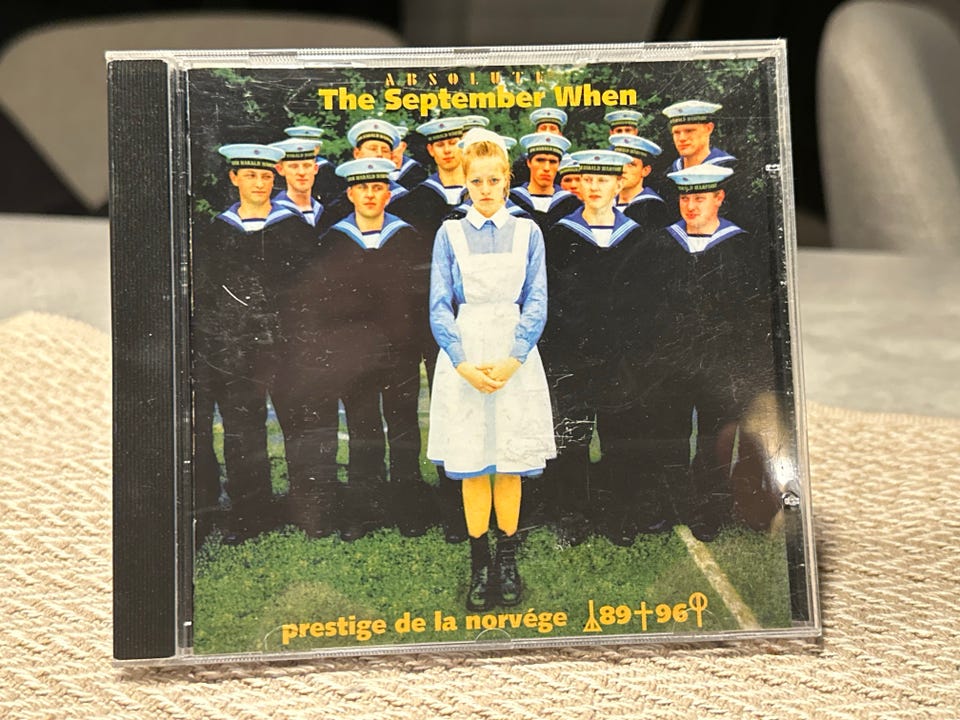 ABSOLUTE
The September When
prestige de la norvége 89 96